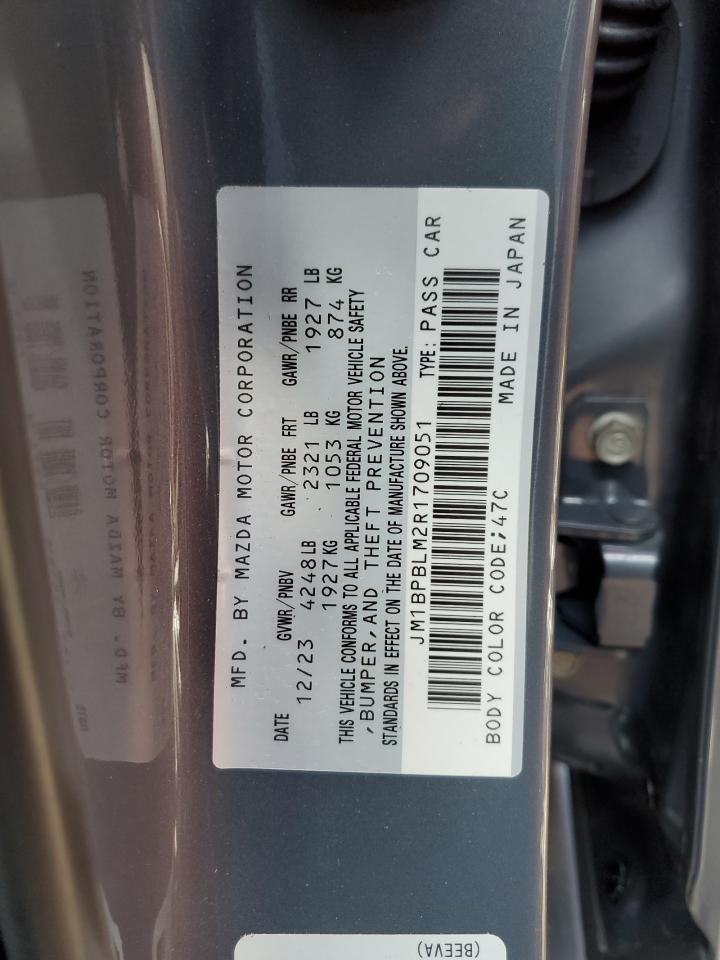 MFD. BY MAZDA MOTOR CORPORATION
DATE GVWR/PNBV GAWR/PNBE FRT GAWR/PNBE RR
12/23 4248LB 2321 LB 1927 LB
1927KG 1053 KG 874 KG
THIS VEHICLE CONFORMS TO ALL APPLICABLE FEDERAL MOTOR VEHICLE SAFETY
,BUMPER,AND THEFT PREVENTION
STANDARDS IN EFFECT ON THE DATE OF MANUFACTURE SHOWN ABOVE.
JM1BPBLM2R1709051 TYPE: PASS CAR
BODY COLOR CODE;47C MADE IN JAPAN
(BEEVA)